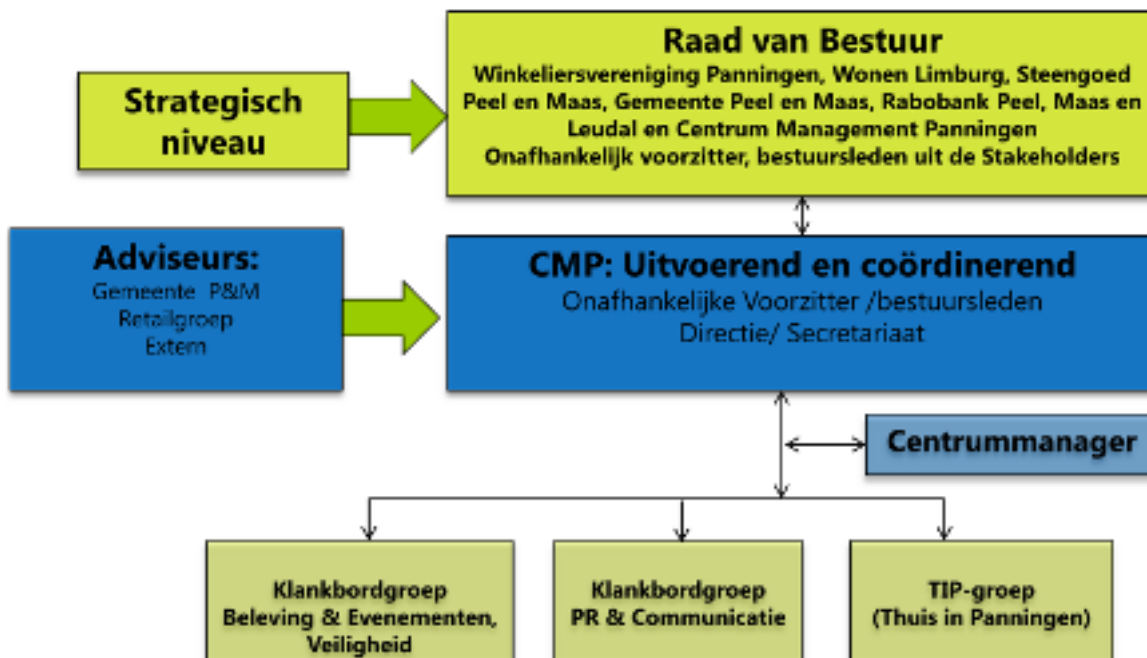 Raad van Bestuur
Winkeliersvereniging Panningen, Wonen Limburg, Steengoed
Peel en Maas, Gemeente Peel en Maas, Rabobank Peel, Maas en
Leudal en Centrum Management Panningen
Onafhankelijk voorzitter, bestuursleden uit de Stakeholders
Strategisch
niveau
Adviseurs:
Gemeente P&M
Retailgroep
Extern
CMP: Uitvoerend en coördinerend
Onafhankelijke Voorzitter /bestuursleden
Directie/ Secretariaat
Centrummanager
Klankbordgroep
Beleving & Evenementen,
Veiligheid
Klankbordgroep
PR & Communicatie
TIP-groep
(Thuis in Panningen)